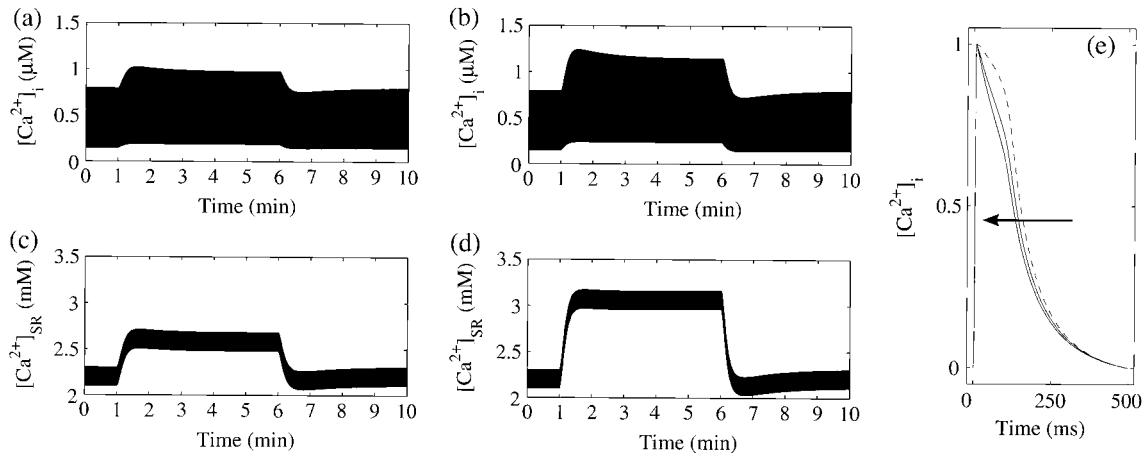 (a)
1.5
1
0.5
0
[Ca2+]i (μM)
0 1 2 3 4 5 6 7 8 9 10
Time (min)
(b)
1.5
1
0.5
0
[Ca2+]i (μM)
0 1 2 3 4 5 6 7 8 9 10
Time (min)
(c)
3.5
3
2.5
2
[Ca2+]SR (mM)
0 1 2 3 4 5 6 7 8 9 10
Time (min)
(d)
3.5
3
2.5
2
[Ca2+]SR (mM)
0 1 2 3 4 5 6 7 8 9 10
Time (min)
(e)
1
0.5
0
[Ca2+]i
0 250 500
Time (ms)